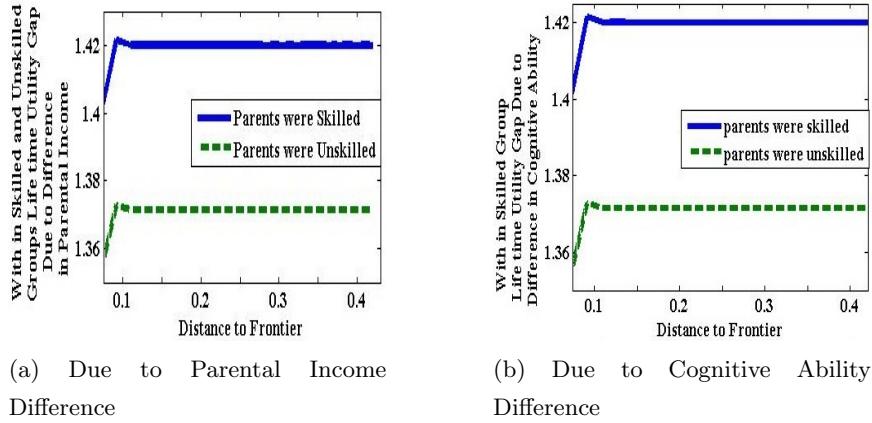 With in Skilled and Unskilled
Groups Life time Utility Gap
Due to Difference
in Parental Income
1.42
1.4
1.38
1.36
Parents were Skilled
Parents were Unskilled
0.1 0.2 0.3 0.4
Distance to Frontier
(a) Due to Parental Income
Difference
With in Skilled Group
Life time Utility Gap Due to
Difference in Cognitive Ability
1.42
1.4
1.38
1.36
parents were skilled
parents were unskilled
0.1 0.2 0.3 0.4
Distance to Frontier
(b) Due to Cognitive Ability
Difference